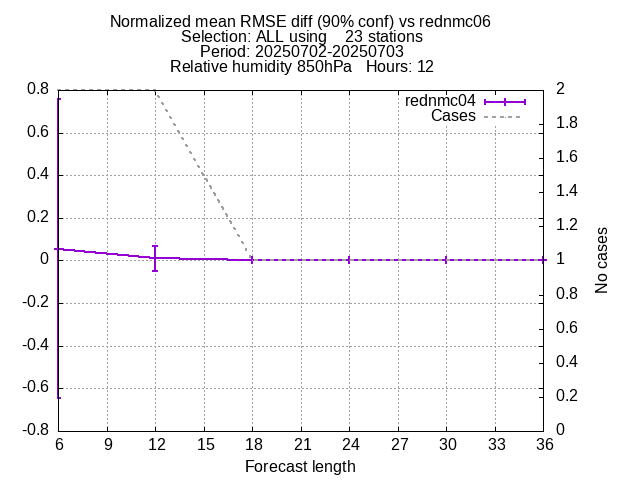 Normalized mean RMSE diff (90% conf) vs rednmc06
Selection: ALL using    23 stations
Period: 20250702-20250703
Relative humidity 850hPa   Hours: 12
rednmc04
Cases
0.8
0.6
0.4
0.2
0
-0.2
-0.4
-0.6
-0.8
2
1.8
1.6
1.4
1.2
1
0.8
0.6
0.4
0.2
0
No cases
6 9 12 15 18 21 24 27 30 33 36
Forecast length